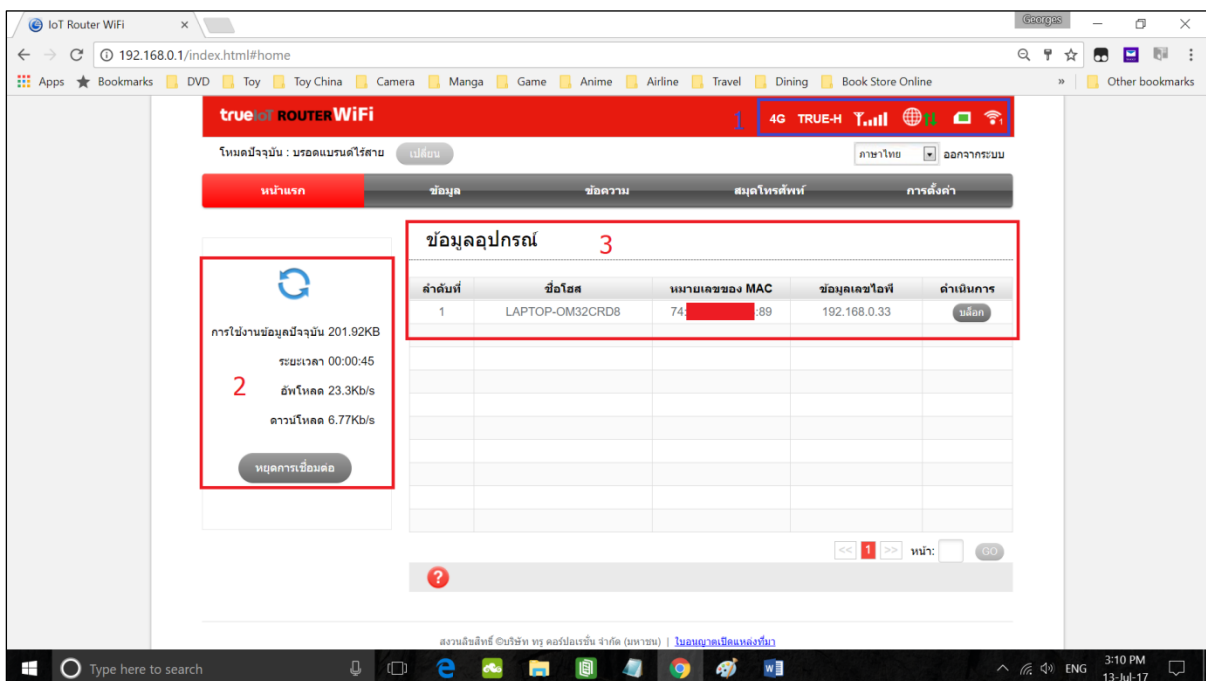 IoT Router WiFi
Georges
192.168.0.1/index.html#home
Apps Bookmarks DVD Toy Toy China Camera Manga Game Anime Airline Travel Dining Book Store Online » Other bookmarks
trueIoT ROUTER WiFi
1 4G TRUE-H 1
โหมดปัจจุบัน : บรอดแบรนด์ไร้สาย เปลี่ยน ภาษาไทย ออกจากระบบ
หน้าแรก ข้อมูล ข้อความ สมุดโทรศัพท์ การตั้งค่า
ข้อมูลอุปกรณ์ 3
ลำดับที่ ชื่อโฮส หมายเลขของ MAC ข้อมูลเลขไอพี ดำเนินการ
1 LAPTOP-OM32CRD8 74: :89 192.168.0.33 บล็อก
การใช้งานข้อมูลปัจจุบัน 201.92KB
ระยะเวลา 00:00:45
2 อัพโหลด 23.3Kb/s
ดาวน์โหลด 6.77Kb/s
หยุดการเชื่อมต่อ
<< 1 >> หน้า: GO
?
สงวนลิขสิทธิ์ ©บริษัท ทรู คอร์ปอเรชั่น จำกัด (มหาชน) | ใบอนุญาตเปิดแหล่งที่มา
Type here to search
ENG
3:10 PM
13-Jul-17